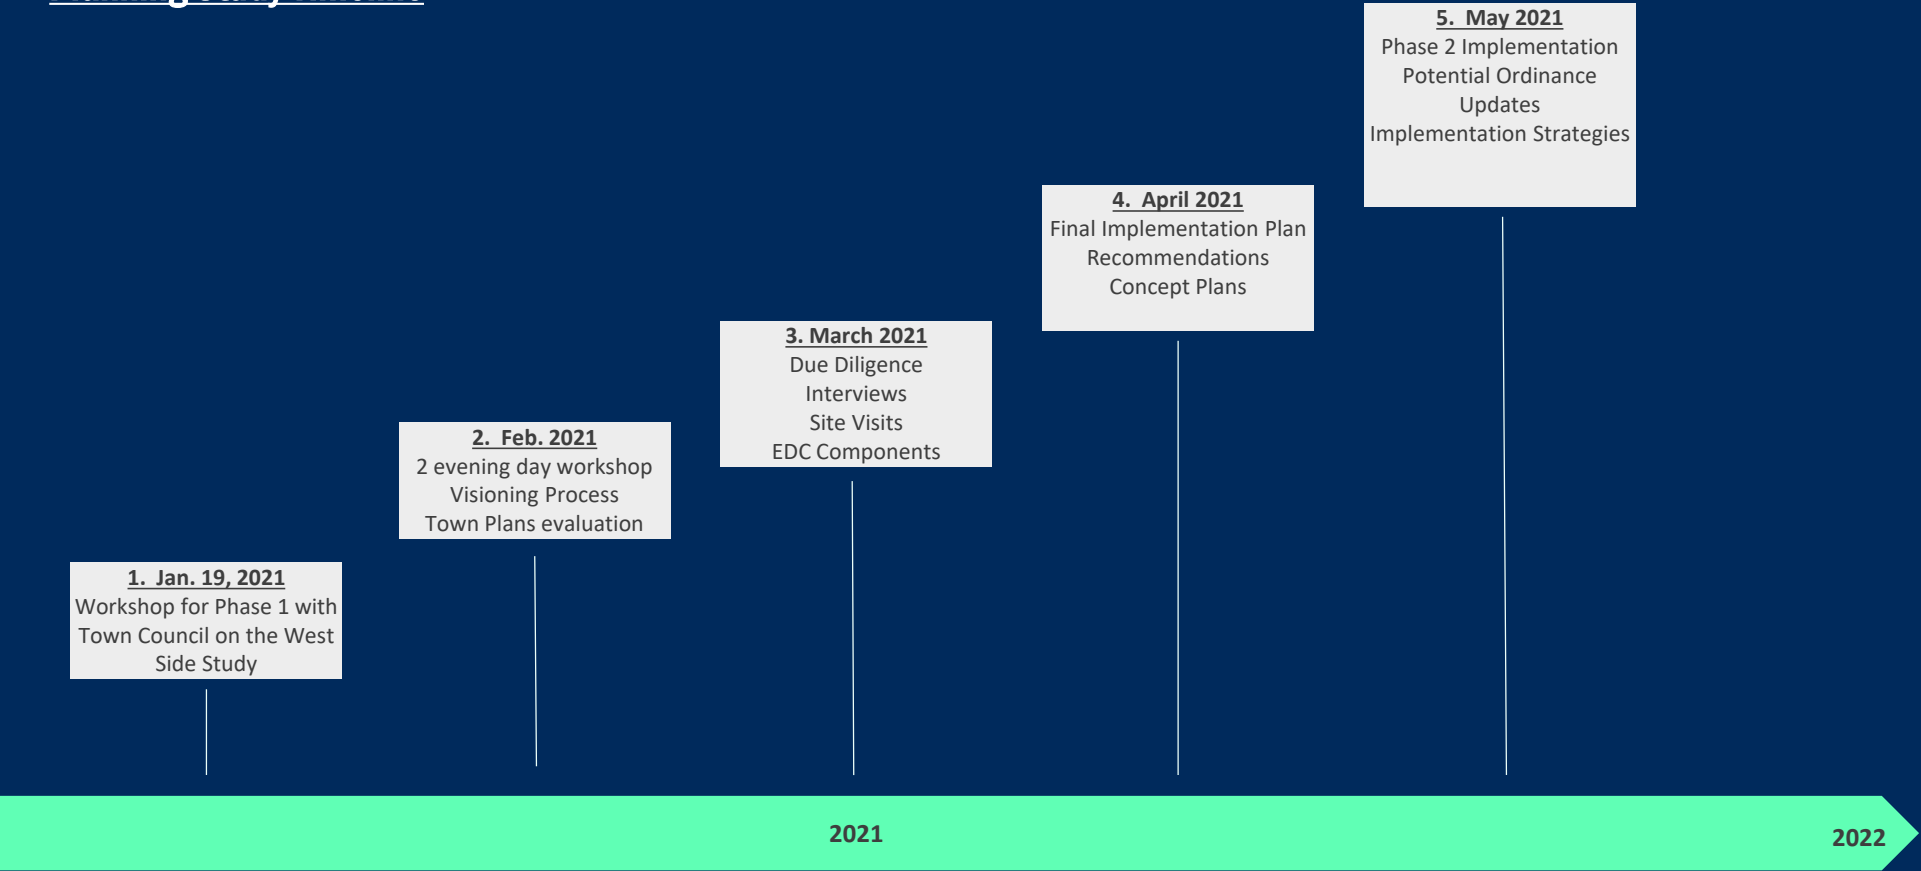 Planning Study Timeline
5. May 2021
Phase 2 Implementation
Potential Ordinance
Updates
Implementation Strategies
4. April 2021
Final Implementation Plan
Recommendations
Concept Plans
3. March 2021
Due Diligence
Interviews
Site Visits
EDC Components
2. Feb. 2021
2 evening day workshop
Visioning Process
Town Plans evaluation
1. Jan. 19, 2021
Workshop for Phase 1 with
Town Council on the West
Side Study
2021
2022